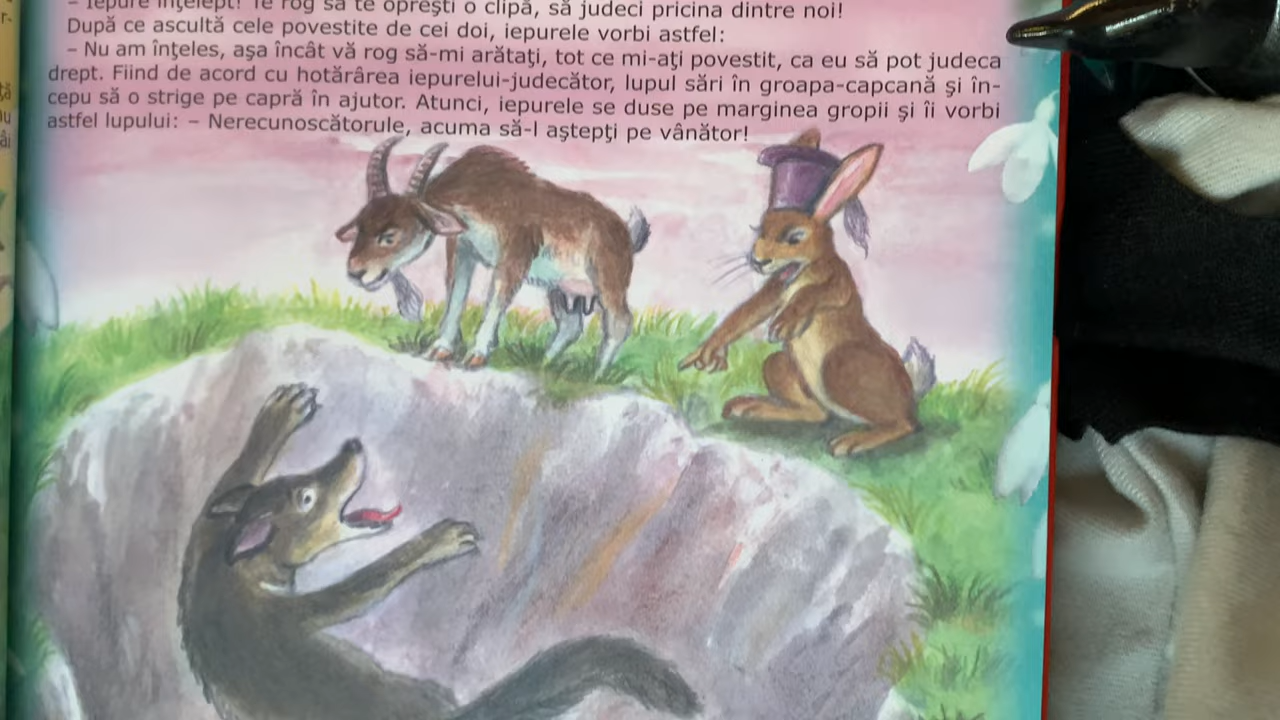 – Iepure înţelept! Te rog să te opreşti o clipă, să judeci pricina dintre noi!
După ce ascultă cele povestite de cei doi, iepurele vorbi astfel:
– Nu am înţeles, aşa încât vă rog să-mi arătaţi, tot ce mi-aţi povestit, ca eu să pot judeca
drept. Fiind de acord cu hotărârea iepurelui-judecător, lupul sări în groapa-capcană şi în-
cepu să o strige pe capră în ajutor. Atunci, iepurele se duse pe marginea gropii şi îi vorbi
astfel lupului: – Nerecunoscătorule, acuma să-l aştepţi pe vânător!